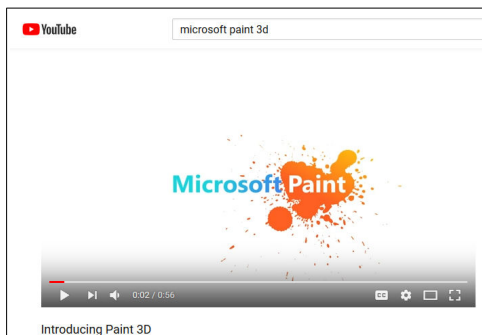 YouTube
microsoft paint 3d
Microsoft Paint
0:02 / 0:56
CC
Introducing Paint 3D